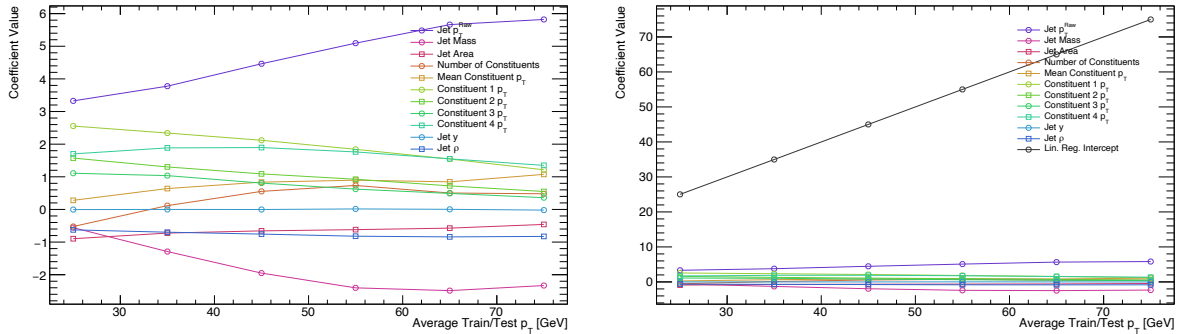 Coefficient Value
6
5
4
3
2
1
0
−1
−2
Jet p_T^Raw
Jet Mass
Jet Area
Number of Constituents
Mean Constituent p_T
Constituent 1 p_T
Constituent 2 p_T
Constituent 3 p_T
Constituent 4 p_T
Jet y
Jet ρ
30
40
50
60
70
Average Train/Test p_T [GeV]
Coefficient Value
70
60
50
40
30
20
10
0
Jet p_T^Raw
Jet Mass
Jet Area
Number of Constituents
Mean Constituent p_T
Constituent 1 p_T
Constituent 2 p_T
Constituent 3 p_T
Constituent 4 p_T
Jet y
Jet ρ
Lin. Reg. Intercept
30
40
50
60
70
Average Train/Test p_T [GeV]